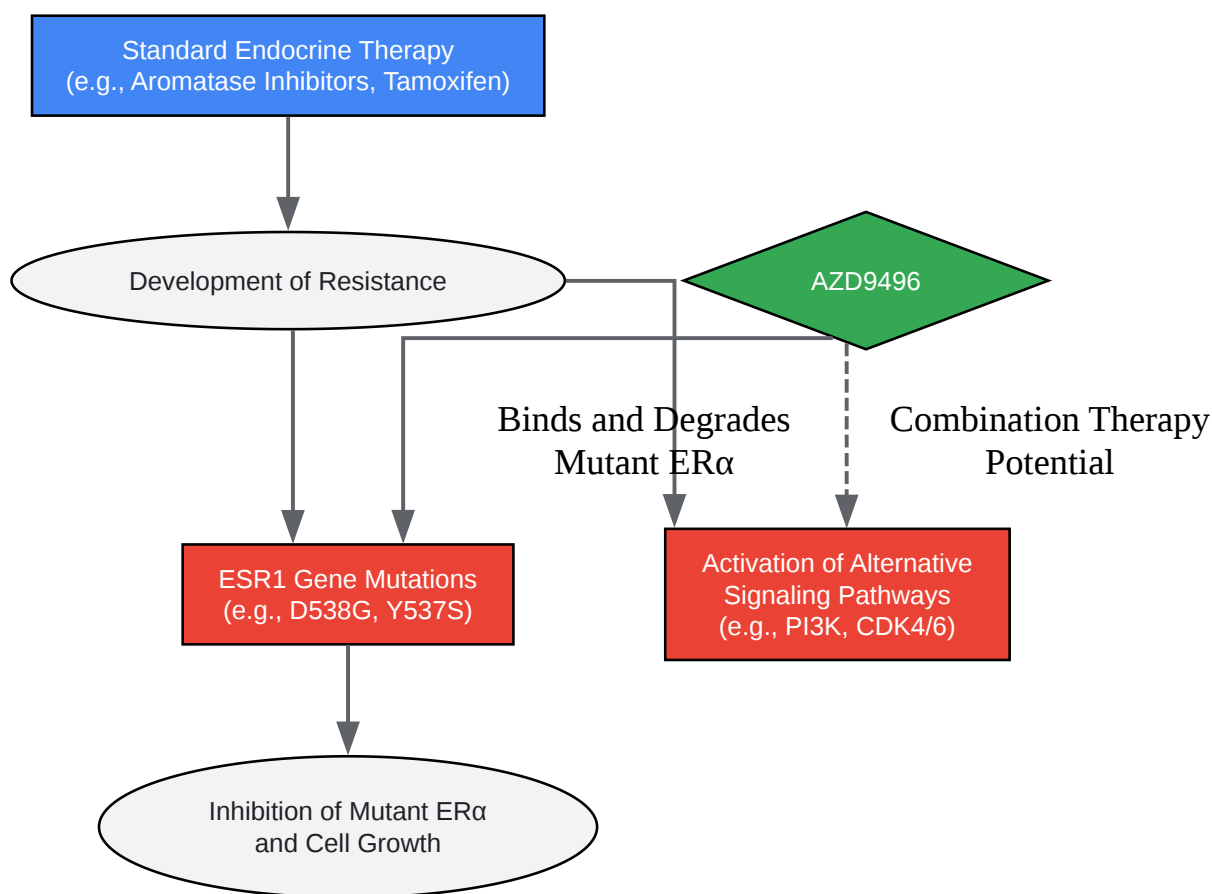 Standard Endocrine Therapy
(e.g., Aromatase Inhibitors, Tamoxifen)
Development of Resistance
AZD9496
Binds and Degrades
Mutant ERα
Combination Therapy
Potential
ESR1 Gene Mutations
(e.g., D538G, Y537S)
Activation of Alternative
Signaling Pathways
(e.g., PI3K, CDK4/6)
Inhibition of Mutant ERα
and Cell Growth